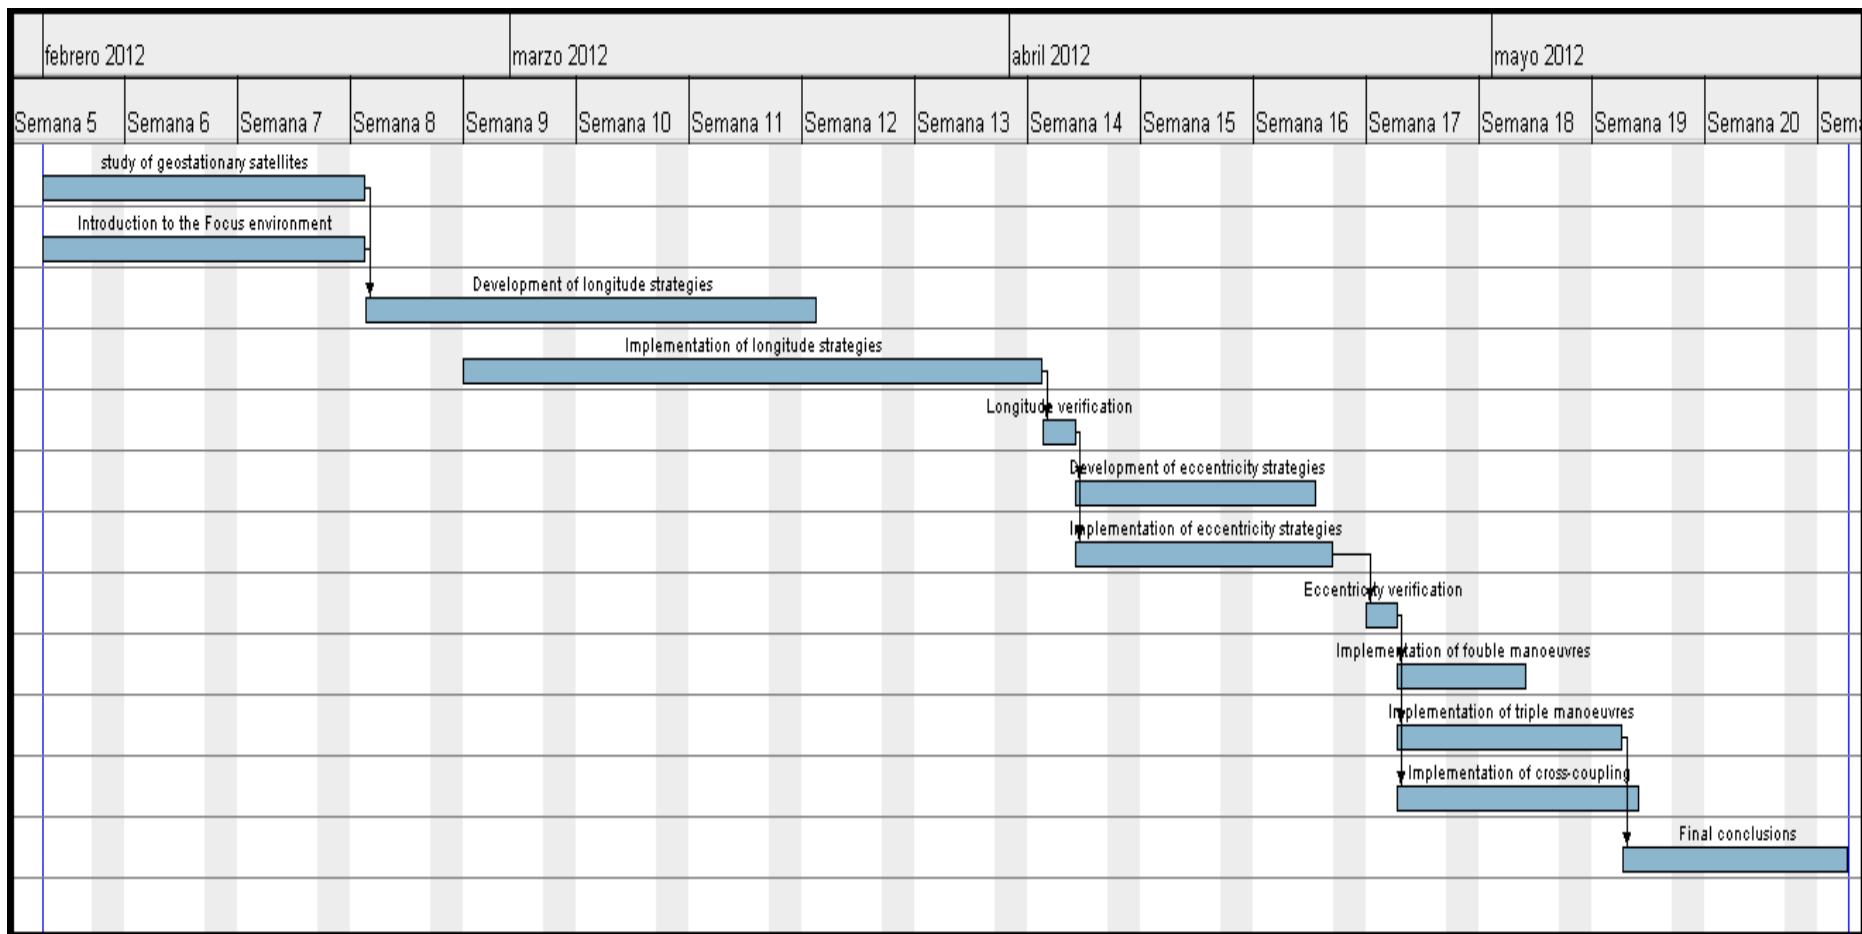 febrero 2012 marzo 2012 abril 2012 mayo 2012
Semana 5 Semana 6 Semana 7 Semana 8 Semana 9 Semana 10 Semana 11 Semana 12 Semana 13 Semana 14 Semana 15 Semana 16 Semana 17 Semana 18 Semana 19 Semana 20 Sema
study of geostationary satellites
Introduction to the Focus environment
Development of longitude strategies
Implementation of longitude strategies
Longitude verification
Development of eccentricity strategies
Implementation of eccentricity strategies
Eccentricity verification
Implementation of fouble manoeuvres
Implementation of triple manoeuvres
Implementation of cross-coupling
Final conclusions